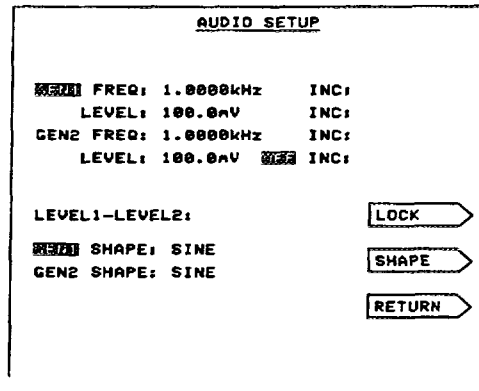 AUDIO SETUP
GEN1 FREQ: 1.0000kHz INC:
LEVEL: 100.0mV INC:
GEN2 FREQ: 1.0000kHz INC:
LEVEL: 100.0mV OFF INC:
LEVEL1-LEVEL2:
LOCK
GEN1 SHAPE: SINE
SHAPE
GEN2 SHAPE: SINE
RETURN